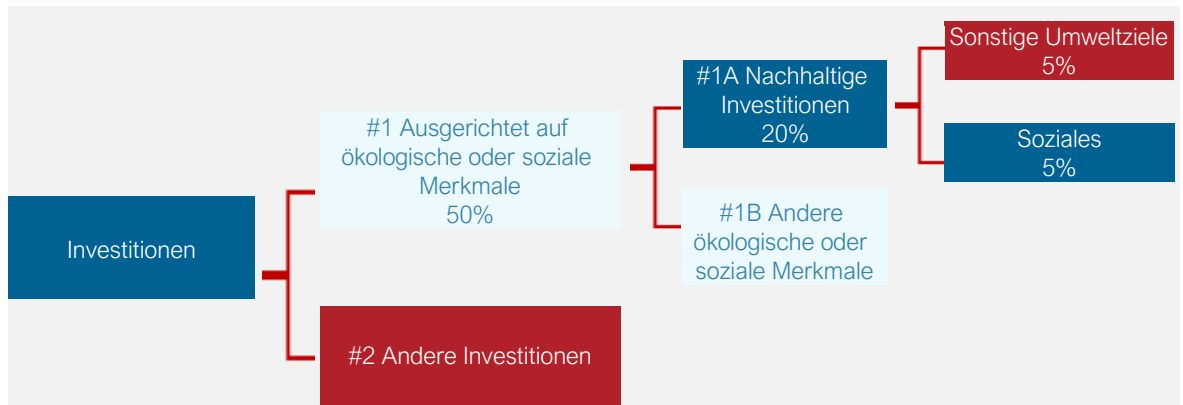 Investitionen
#1 Ausgerichtet auf
ökologische oder soziale
Merkmale
50%
#2 Andere Investitionen
#1A Nachhaltige
Investitionen
20%
#1B Andere
ökologische oder
soziale Merkmale
Sonstige Umweltziele
5%
Soziales
5%